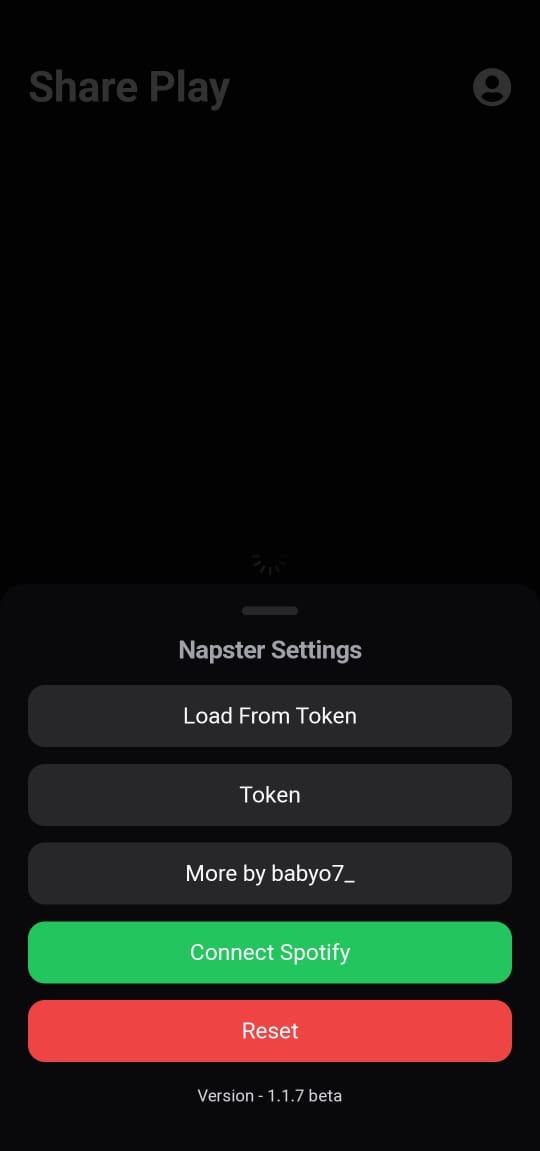 Share Play
Napster Settings
Load From Token
Token
More by babyo7_
Connect Spotify
Reset
Version - 1.1.7 beta